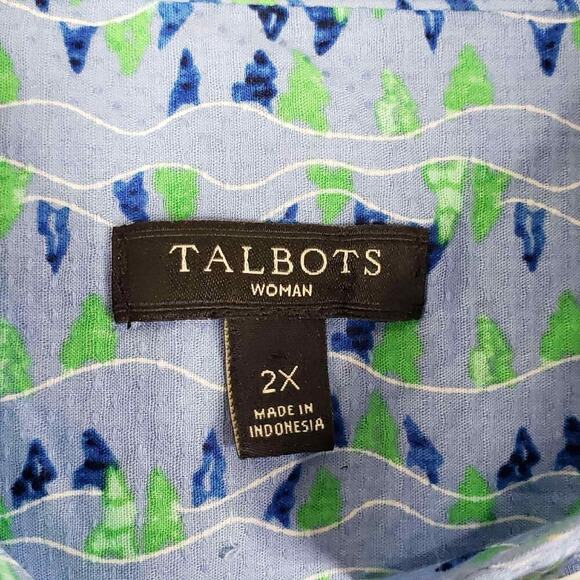 TALBOTS
WOMAN
2X
MADE IN
INDONESIA